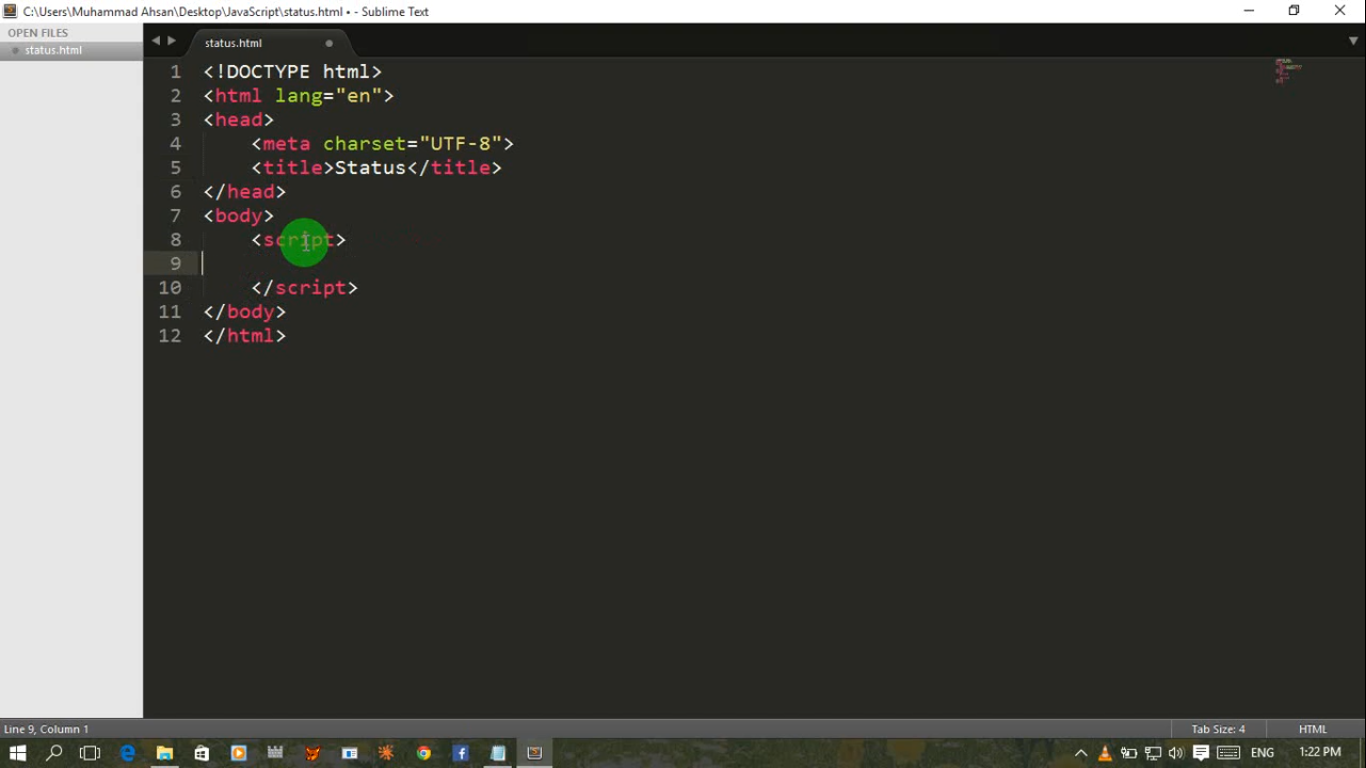 C:\Users\Muhammad Ahsan\Desktop\JavaScript\status.html • - Sublime Text
OPEN FILES
status.html
status.html
1 <!DOCTYPE html>
2 <html lang="en">
3 <head>
4 <meta charset="UTF-8">
5 <title>Status</title>
6 </head>
7 <body>
8 <script>
9
10 </script>
11 </body>
12 </html>
Line 9, Column 1
Tab Size: 4
HTML
ENG
1:22 PM